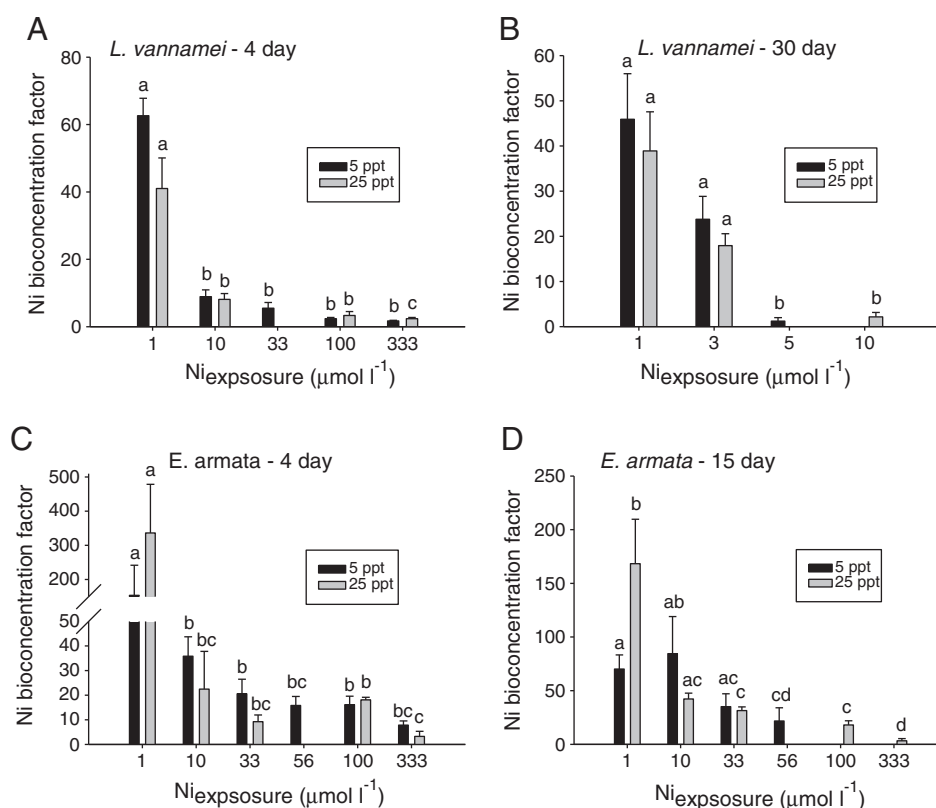 A
L. vannamei - 4 day
Ni bioconcentration factor
80
60
40
20
0
a
a
b
b
b
b
b
b
c
5 ppt
25 ppt
1 10 33 100 333
Niexpsosure (μmol l-1)
B
L. vannamei - 30 day
Ni bioconcentration factor
60
50
40
30
20
10
0
a
a
a
a
b
b
5 ppt
25 ppt
1 3 5 10
Niexpsosure (μmol l-1)
C
E. armata - 4 day
Ni bioconcentration factor
500
400
300
200
50
40
30
20
10
0
a
a
b
bc
b
bc
bc
b
b
bc
c
5 ppt
25 ppt
1 10 33 56 100 333
Niexpsosure (μmol l-1)
D
E. armata - 15 day
Ni bioconcentration factor
250
200
150
100
50
0
a
b
ab
ac
ac
c
cd
c
d
5 ppt
25 ppt
1 10 33 56 100 333
Niexpsosure (μmol l-1)